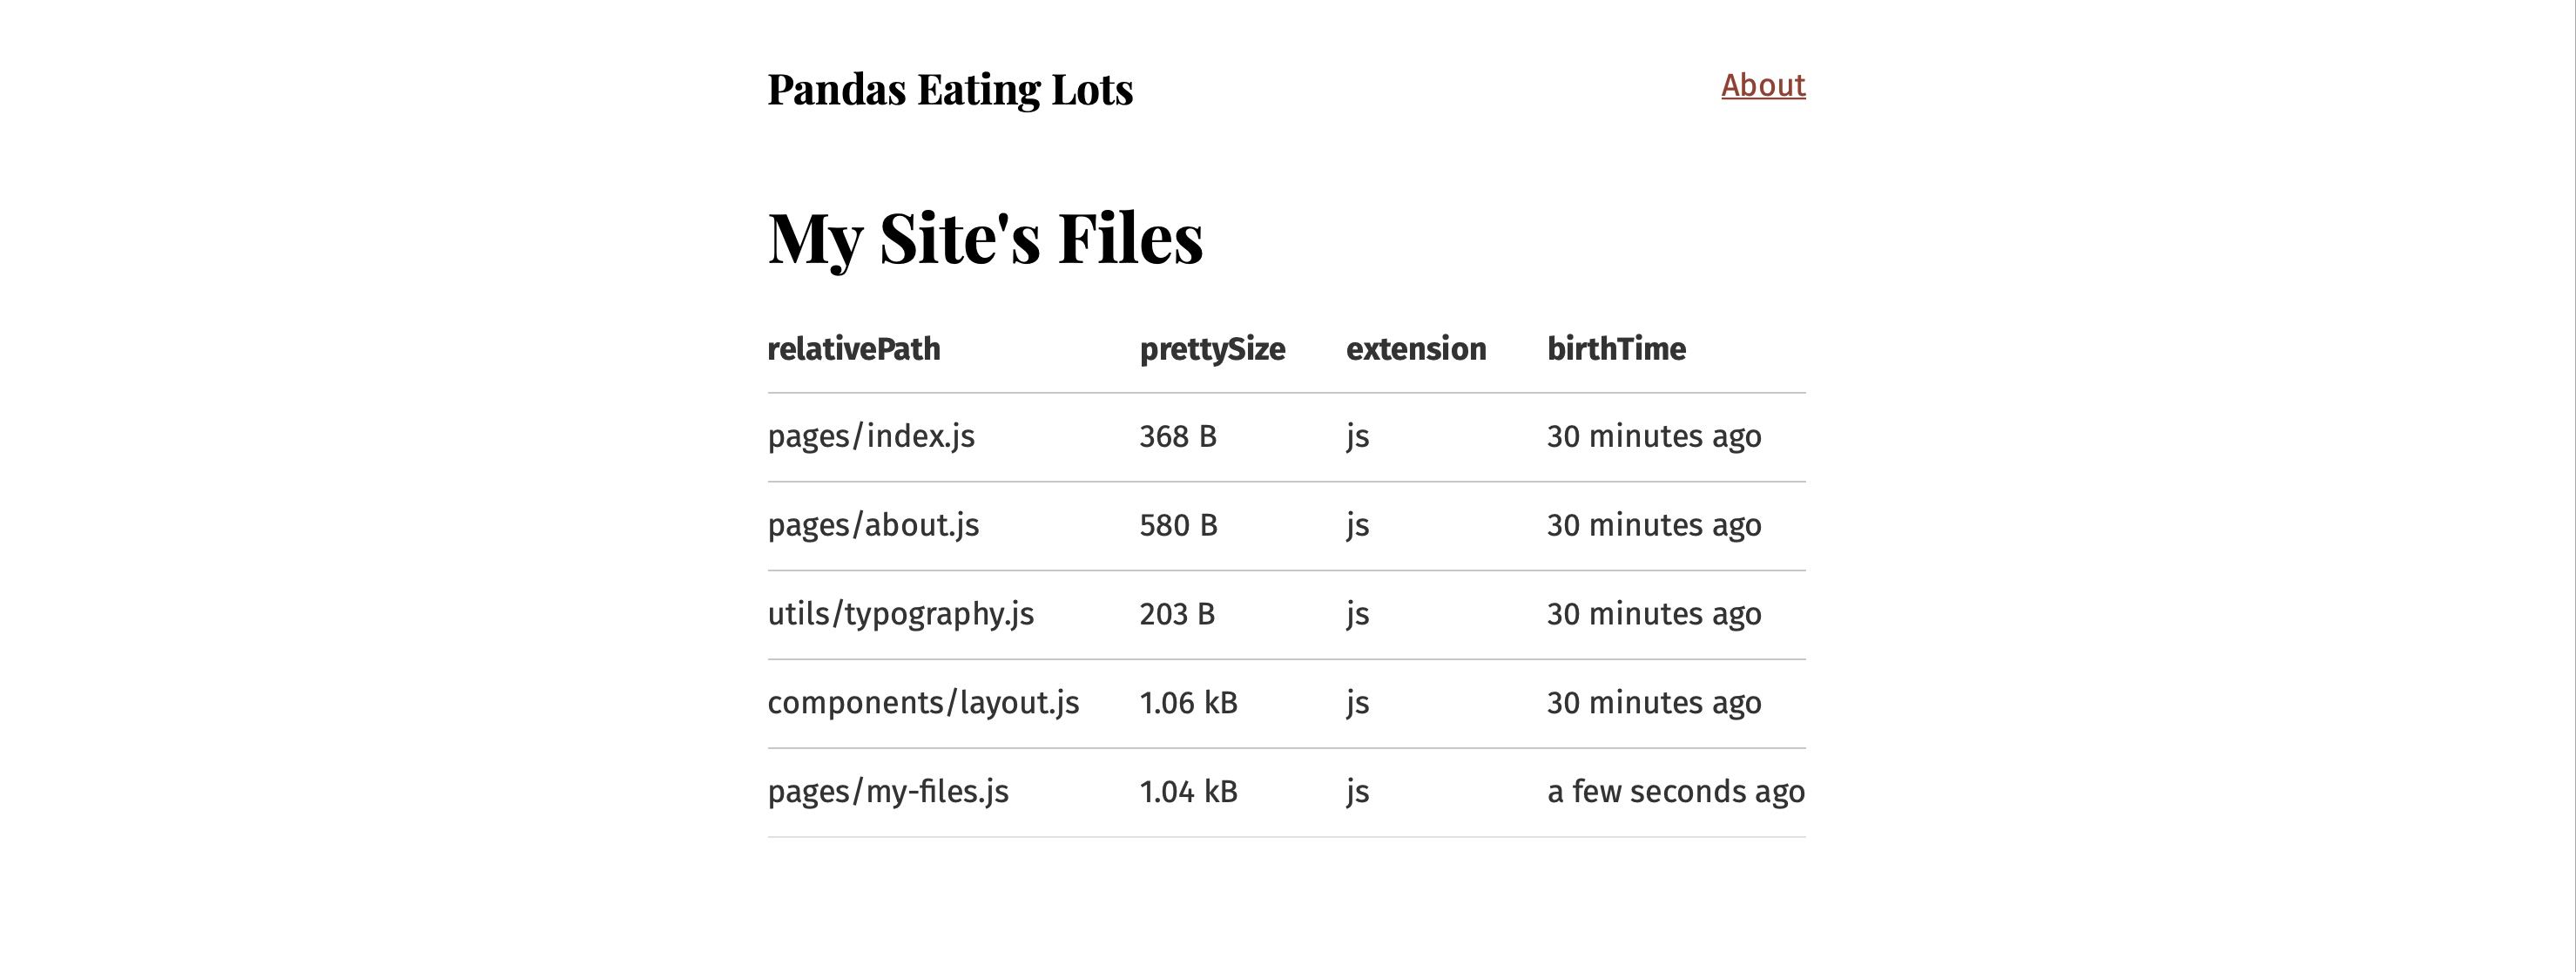 Pandas Eating Lots About
My Site's Files
relativePath prettySize extension birthTime
pages/index.js 368 B js 30 minutes ago
pages/about.js 580 B js 30 minutes ago
utils/typography.js 203 B js 30 minutes ago
components/layout.js 1.06 kB js 30 minutes ago
pages/my-files.js 1.04 kB js a few seconds ago